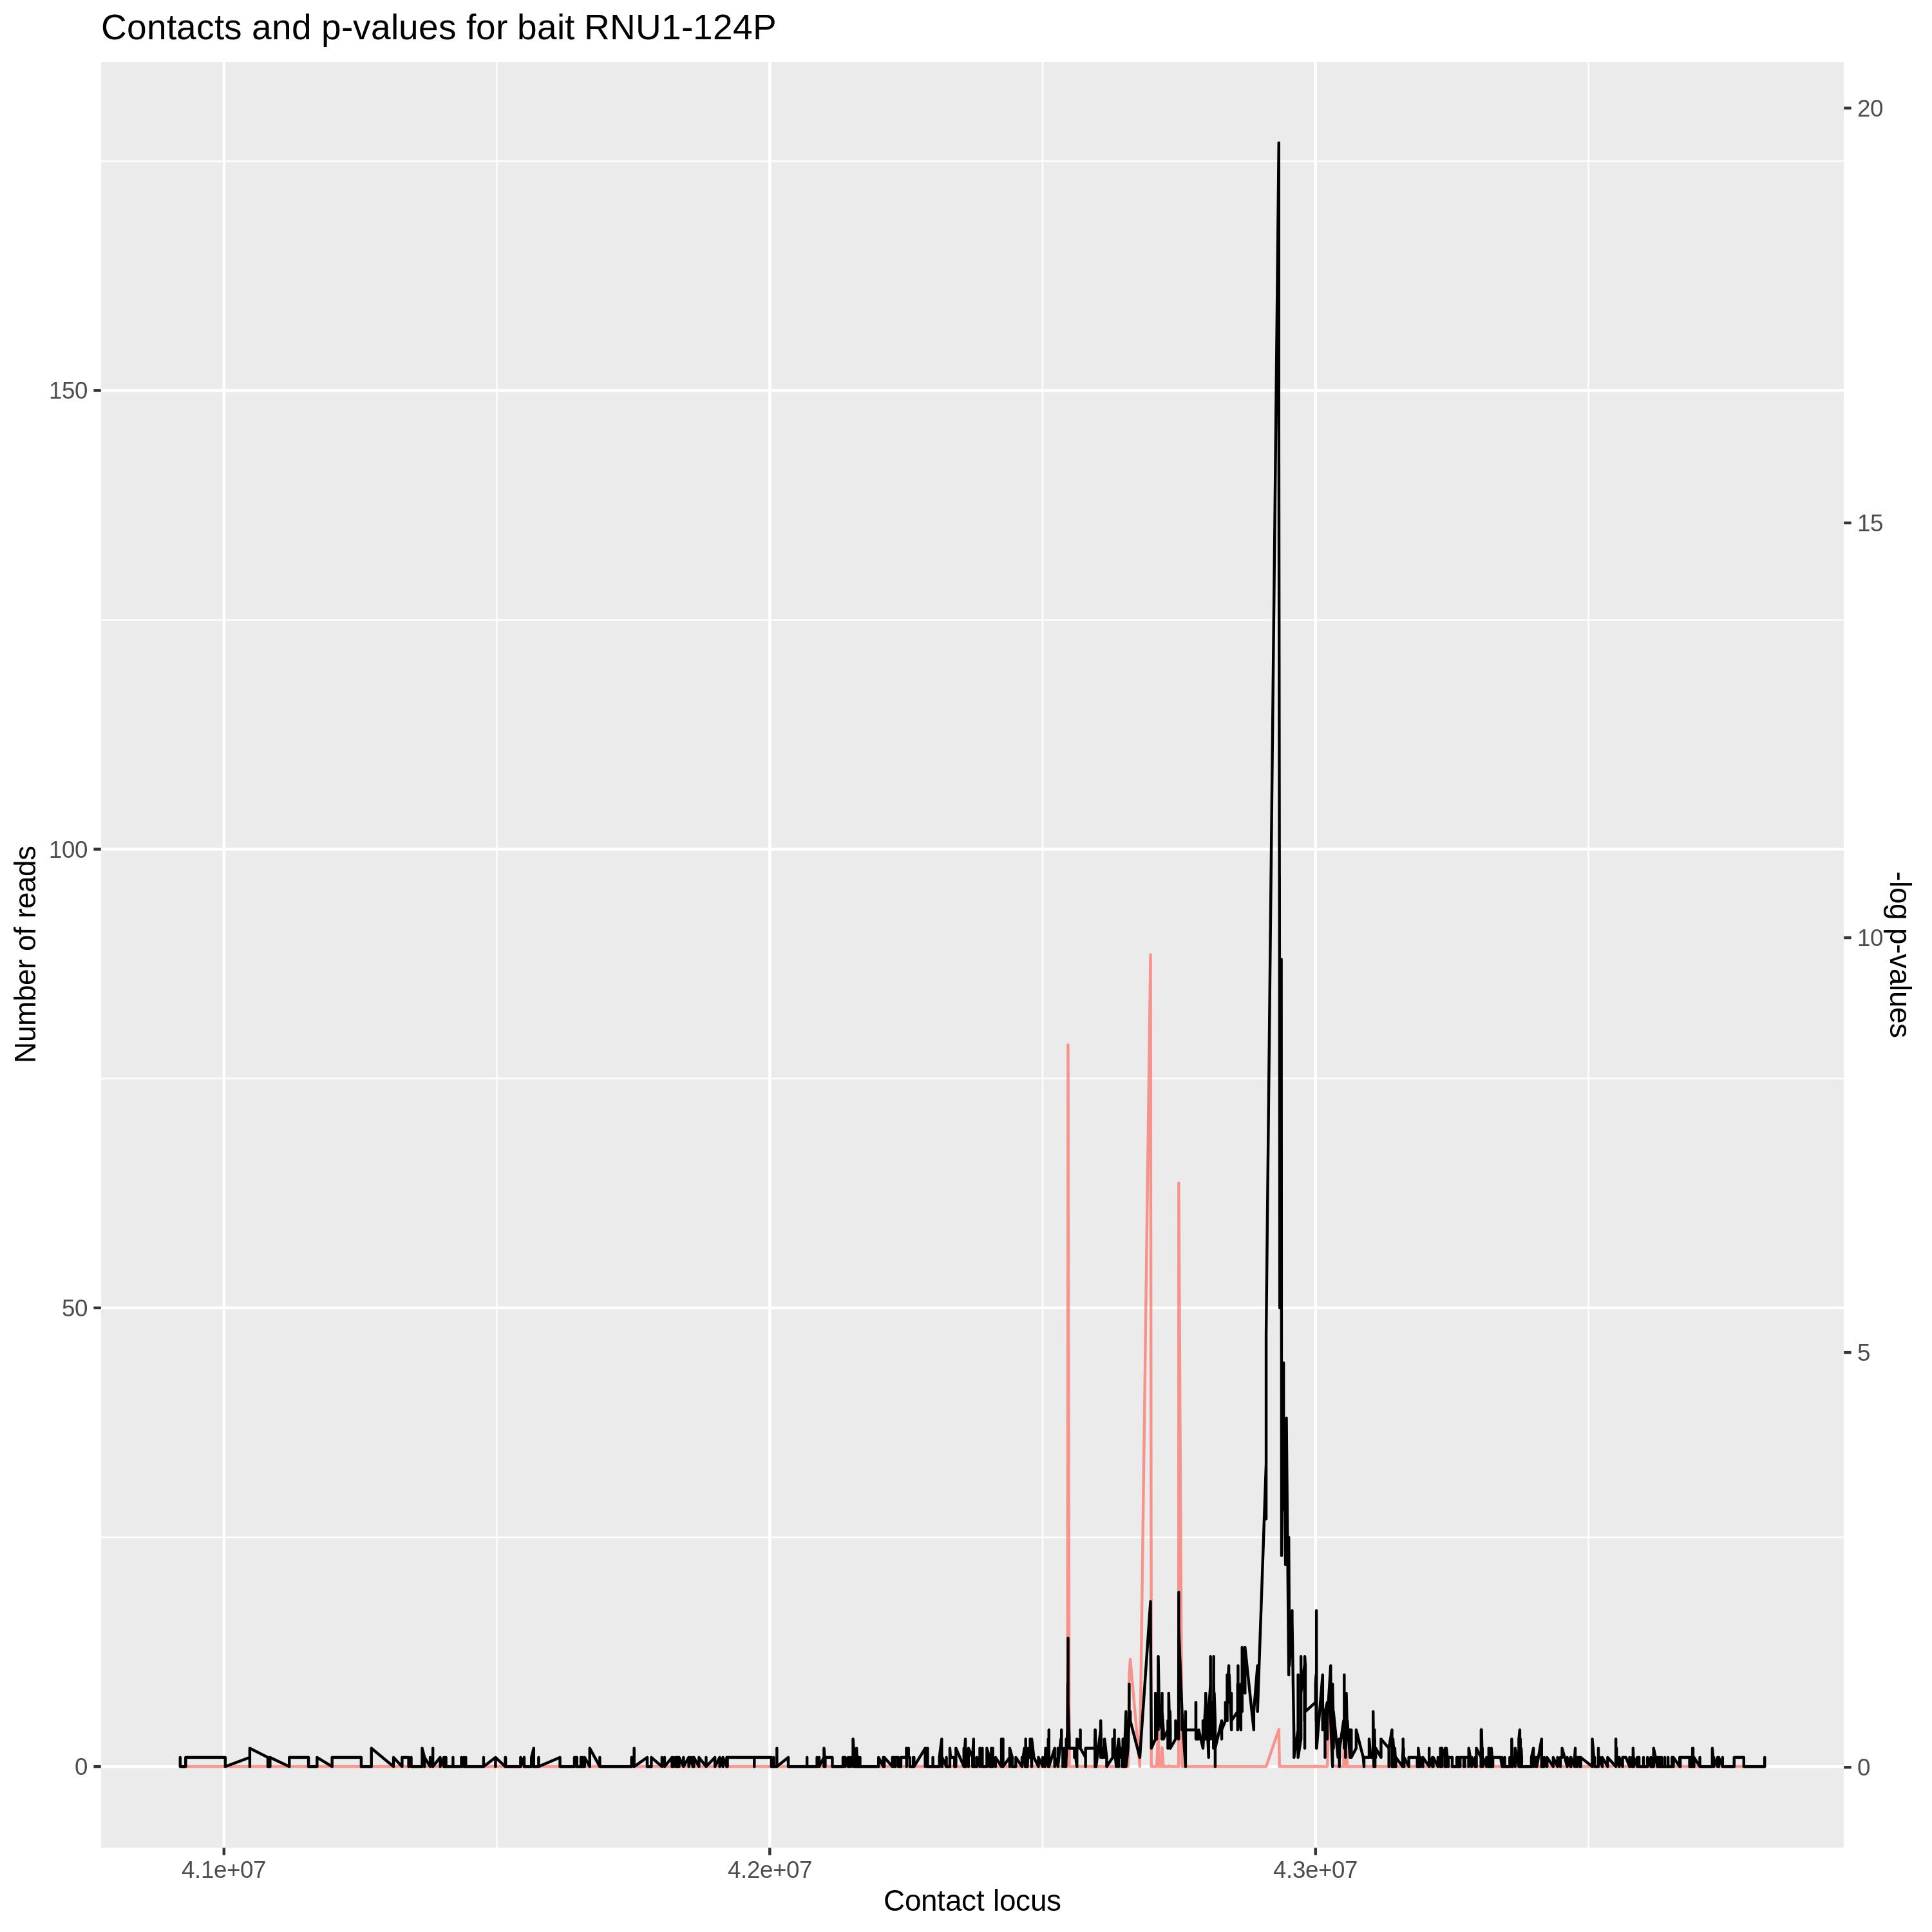 Contacts and p-values for bait RNU1-124P
Number of reads
150
100
50
0
20
15
10
5
0
-log p-values
4.1e+07
4.2e+07
4.3e+07
Contact locus